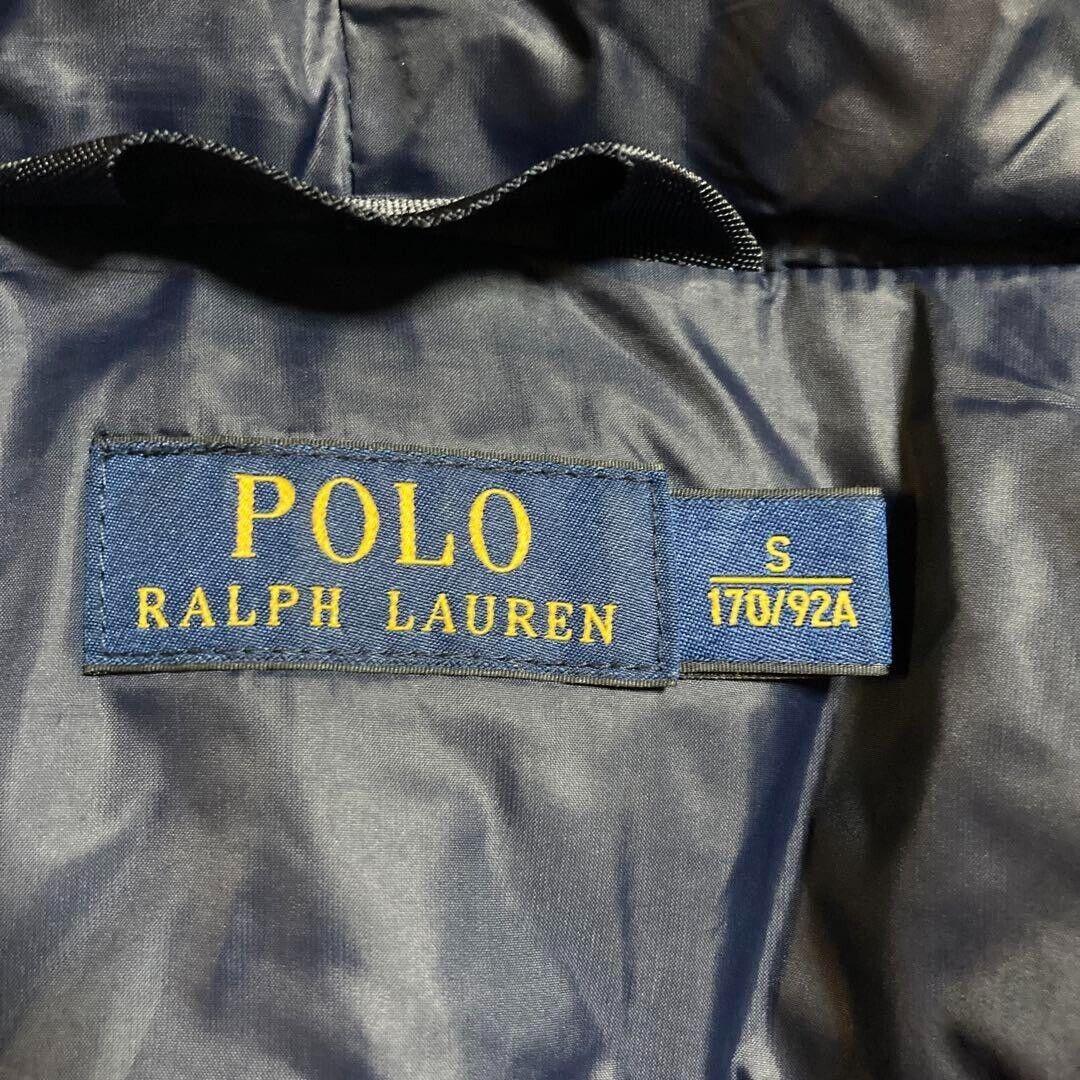 POLO
RALPH LAUREN
S
170/92A